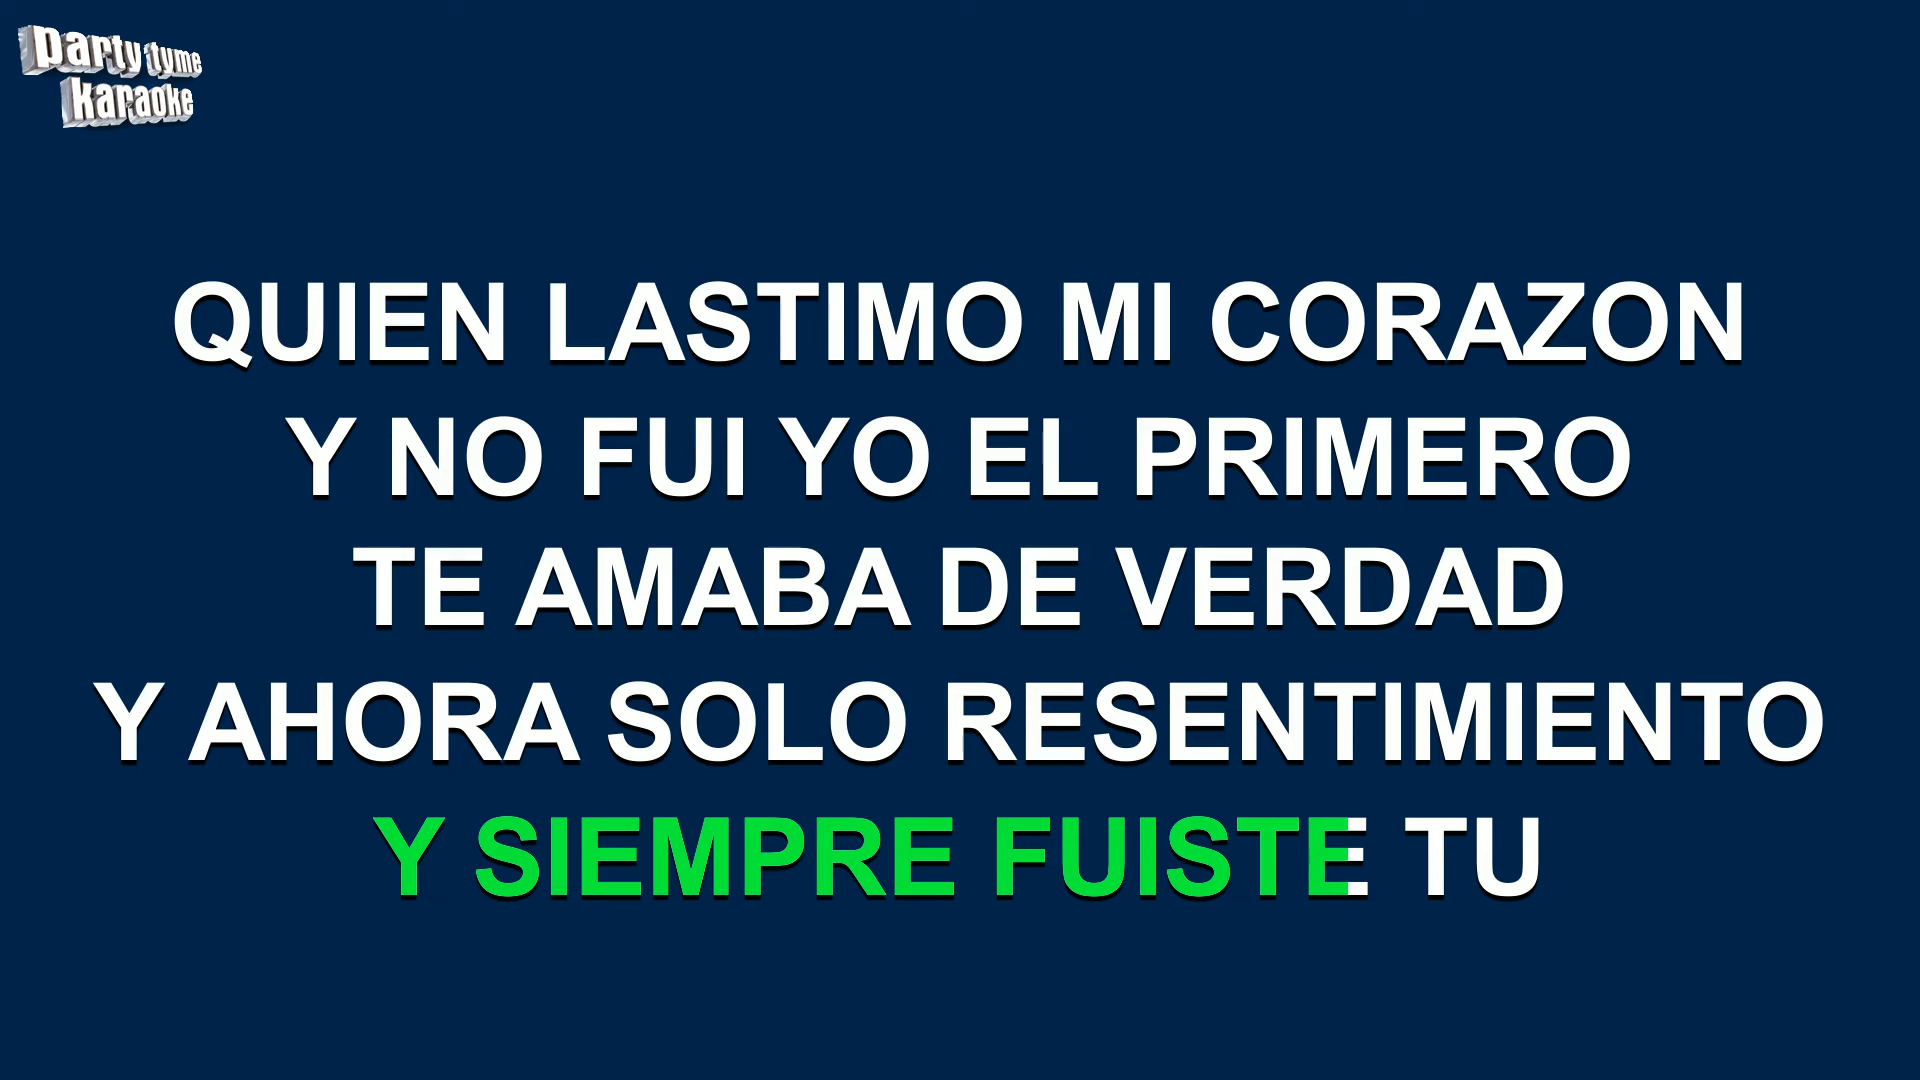 party tyme
karaoke
QUIEN LASTIMO MI CORAZON
Y NO FUI YO EL PRIMERO
TE AMABA DE VERDAD
Y AHORA SOLO RESENTIMIENTO
Y SIEMPRE FUISTE TU